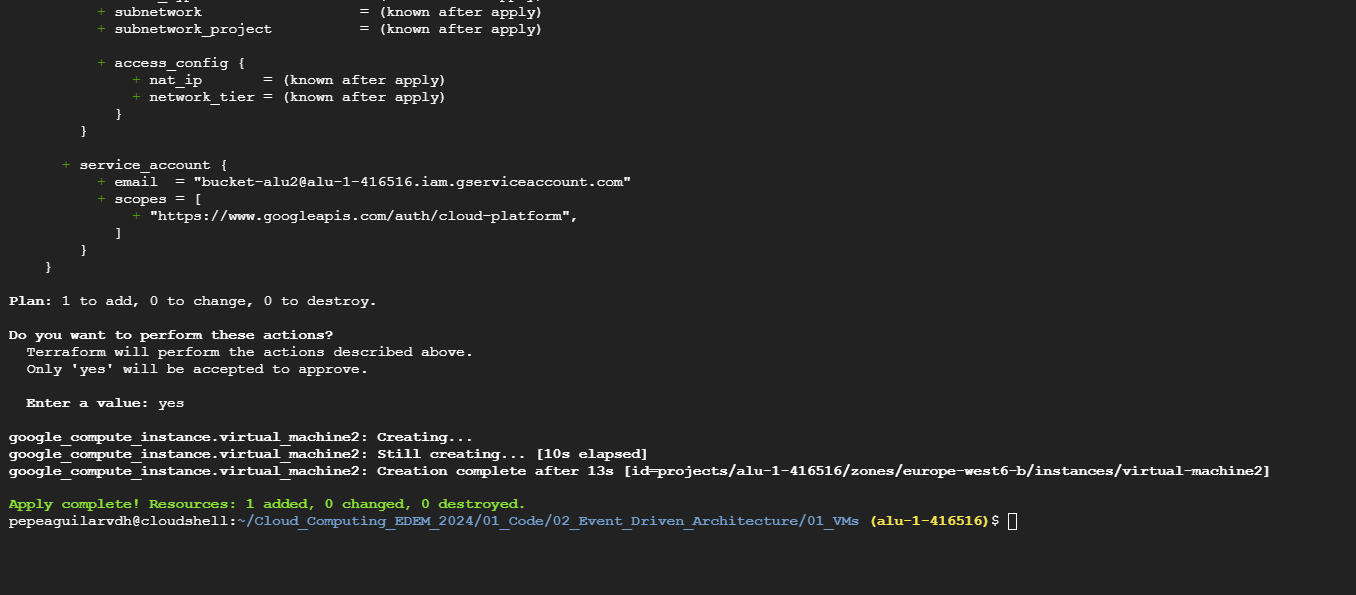 + subnetwork = (known after apply)
+ subnetwork_project = (known after apply)
+ access_config {
+ nat_ip = (known after apply)
+ network_tier = (known after apply)
}
}
+ service_account {
+ email = "bucket-alu2@alu-1-416516.iam.gserviceaccount.com"
+ scopes = [
+ "https://www.googleapis.com/auth/cloud-platform",
]
}
}
Plan: 1 to add, 0 to change, 0 to destroy.
Do you want to perform these actions?
Terraform will perform the actions described above.
Only 'yes' will be accepted to approve.
Enter a value: yes
google_compute_instance.virtual_machine2: Creating...
google_compute_instance.virtual_machine2: Still creating... [10s elapsed]
google_compute_instance.virtual_machine2: Creation complete after 13s [id=projects/alu-1-416516/zones/europe-west6-b/instances/virtual-machine2]
Apply complete! Resources: 1 added, 0 changed, 0 destroyed.
pepeaguilarvdh@cloudshell:~/Cloud_Computing_EDEM_2024/01_Code/02_Event_Driven_Architecture/01_VMs (alu-1-416516)$